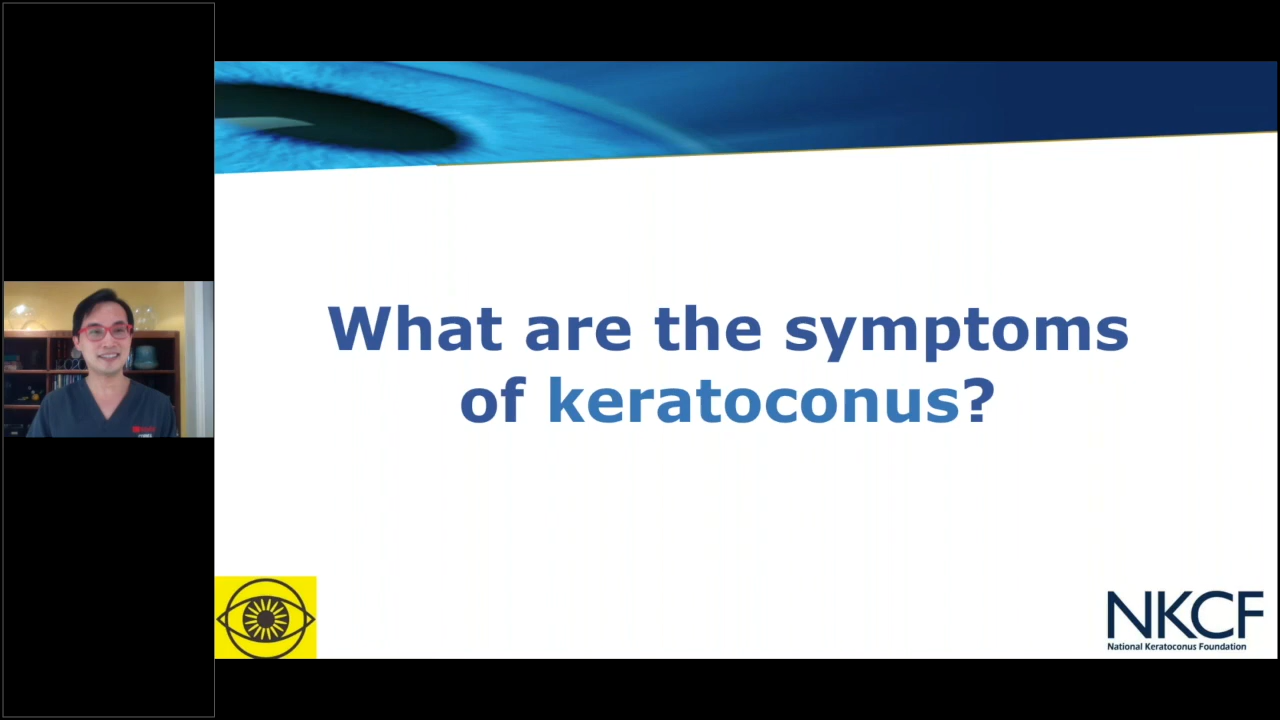 What are the symptoms
of keratoconus?
NKCF
National Keratoconus Foundation